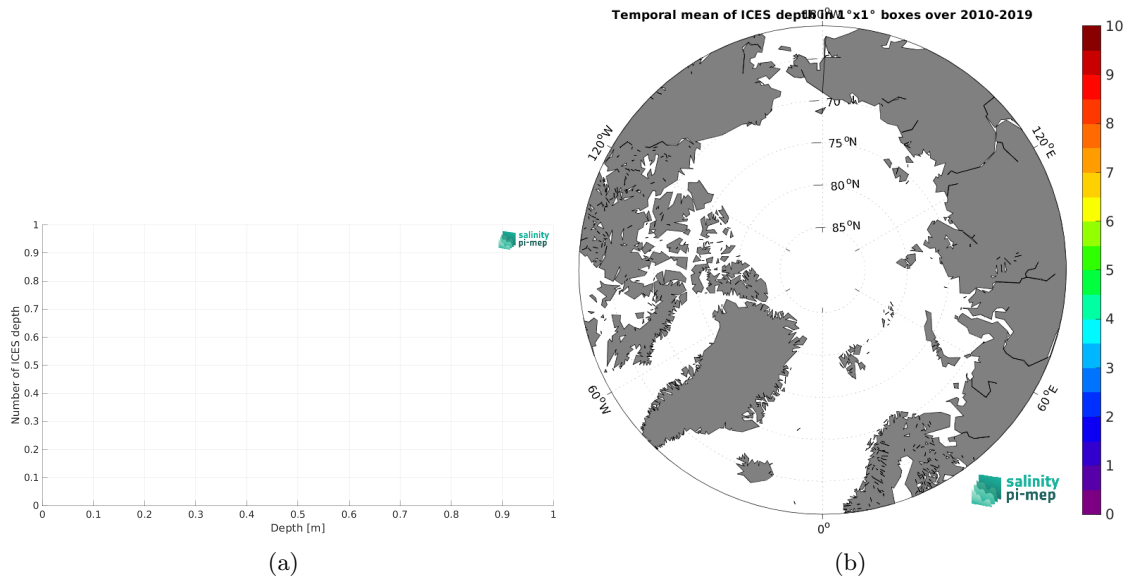 Temporal mean of ICES depth in 1°x1° boxes over 2010-2019
180°W
70°N
75°N
80°N
85°N
120°W
120°E
60°W
60°E
0°
10
9
8
7
6
5
4
3
2
1
0
salinity
pi-mep
1
0.9
0.8
0.7
0.6
0.5
0.4
0.3
0.2
0.1
0
Number of ICES depth
salinity
pi-mep
0 0.1 0.2 0.3 0.4 0.5 0.6 0.7 0.8 0.9 1
Depth [m]
(a)
(b)